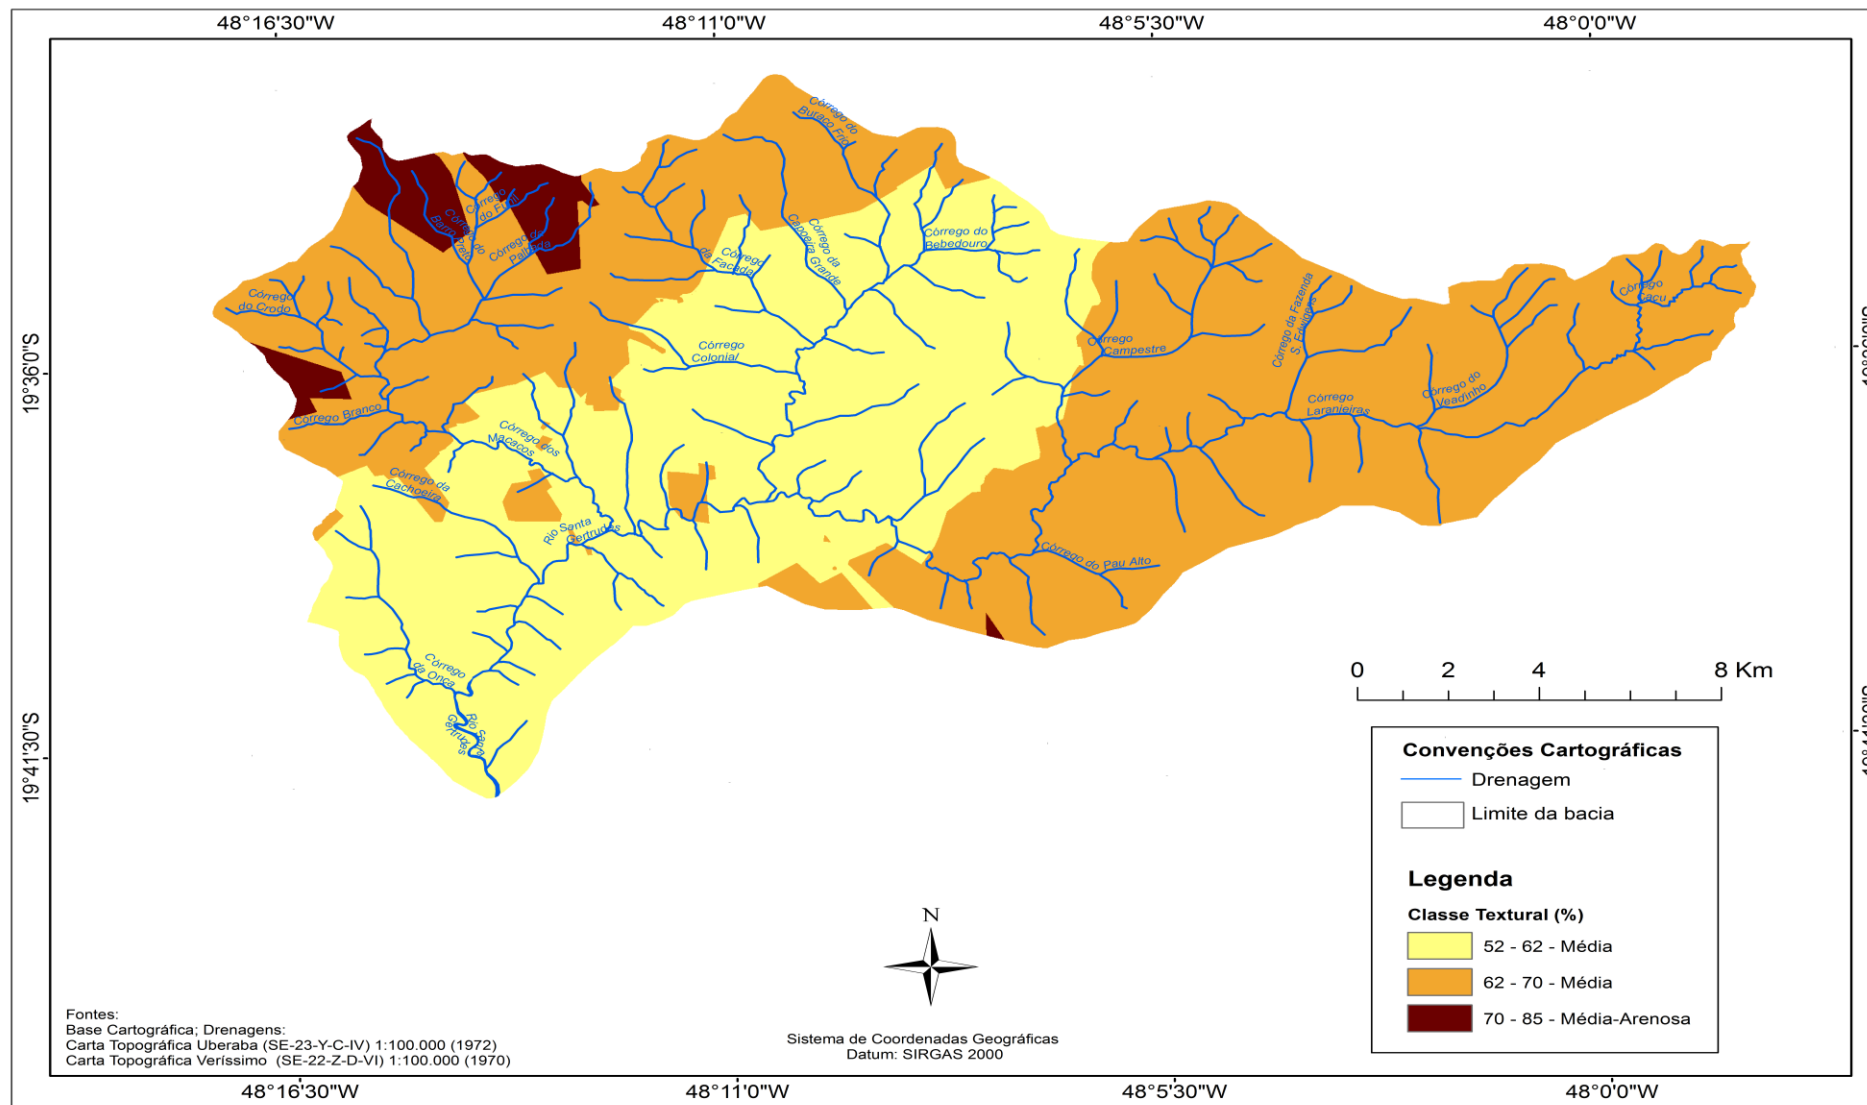 48°16'30"W
48°11'0"W
48°5'30"W
48°0'0"W
19°36'0"S
19°41'30"S
Córrego do
Buraco Frio
Córrego
do Funil
Córrego do
Barro Preto
Córrego da
Palhada
Córrego
da Facada
Córrego da
Capoeira Grande
Córrego do
Bebedouro
Córrego
do Crodo
Córrego
Colonial
Córrego
Campestre
Córrego da Fazenda
S. Edwiges
Córrego
Córrego Branco
Córrego dos
Macacos
Córrego
Laranjeiras
Córrego do
Veadinho
Córrego da
Cachoeira
Rio Santa
Gertrudes
Córrego do Pau Alto
Córrego
da Onça
Rio Santa
Gertrudes
0 2 4 8 Km
Convenções Cartográficas
Drenagem
Limite da bacia
Legenda
Classe Textural (%)
52 - 62 - Média
62 - 70 - Média
70 - 85 - Média-Arenosa
N
Sistema de Coordenadas Geográficas
Datum: SIRGAS 2000
Fontes:
Base Cartográfica; Drenagens:
Carta Topográfica Uberaba (SE-23-Y-C-IV) 1:100.000 (1972)
Carta Topográfica Veríssimo (SE-22-Z-D-VI) 1:100.000 (1970)
48°16'30"W
48°11'0"W
48°5'30"W
48°0'0"W